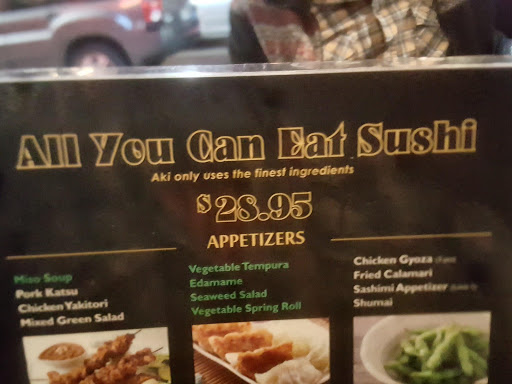 All You Can Eat Sushi
Aki only uses the finest ingredients
$28.95
APPETIZERS
Miso Soup
Pork Katsu
Chicken Yakitori
Mixed Green Salad
Vegetable Tempura
Edamame
Seaweed Salad
Vegetable Spring Roll
Chicken Gyoza
Fried Calamari
Sashimi Appetizer
Shumai